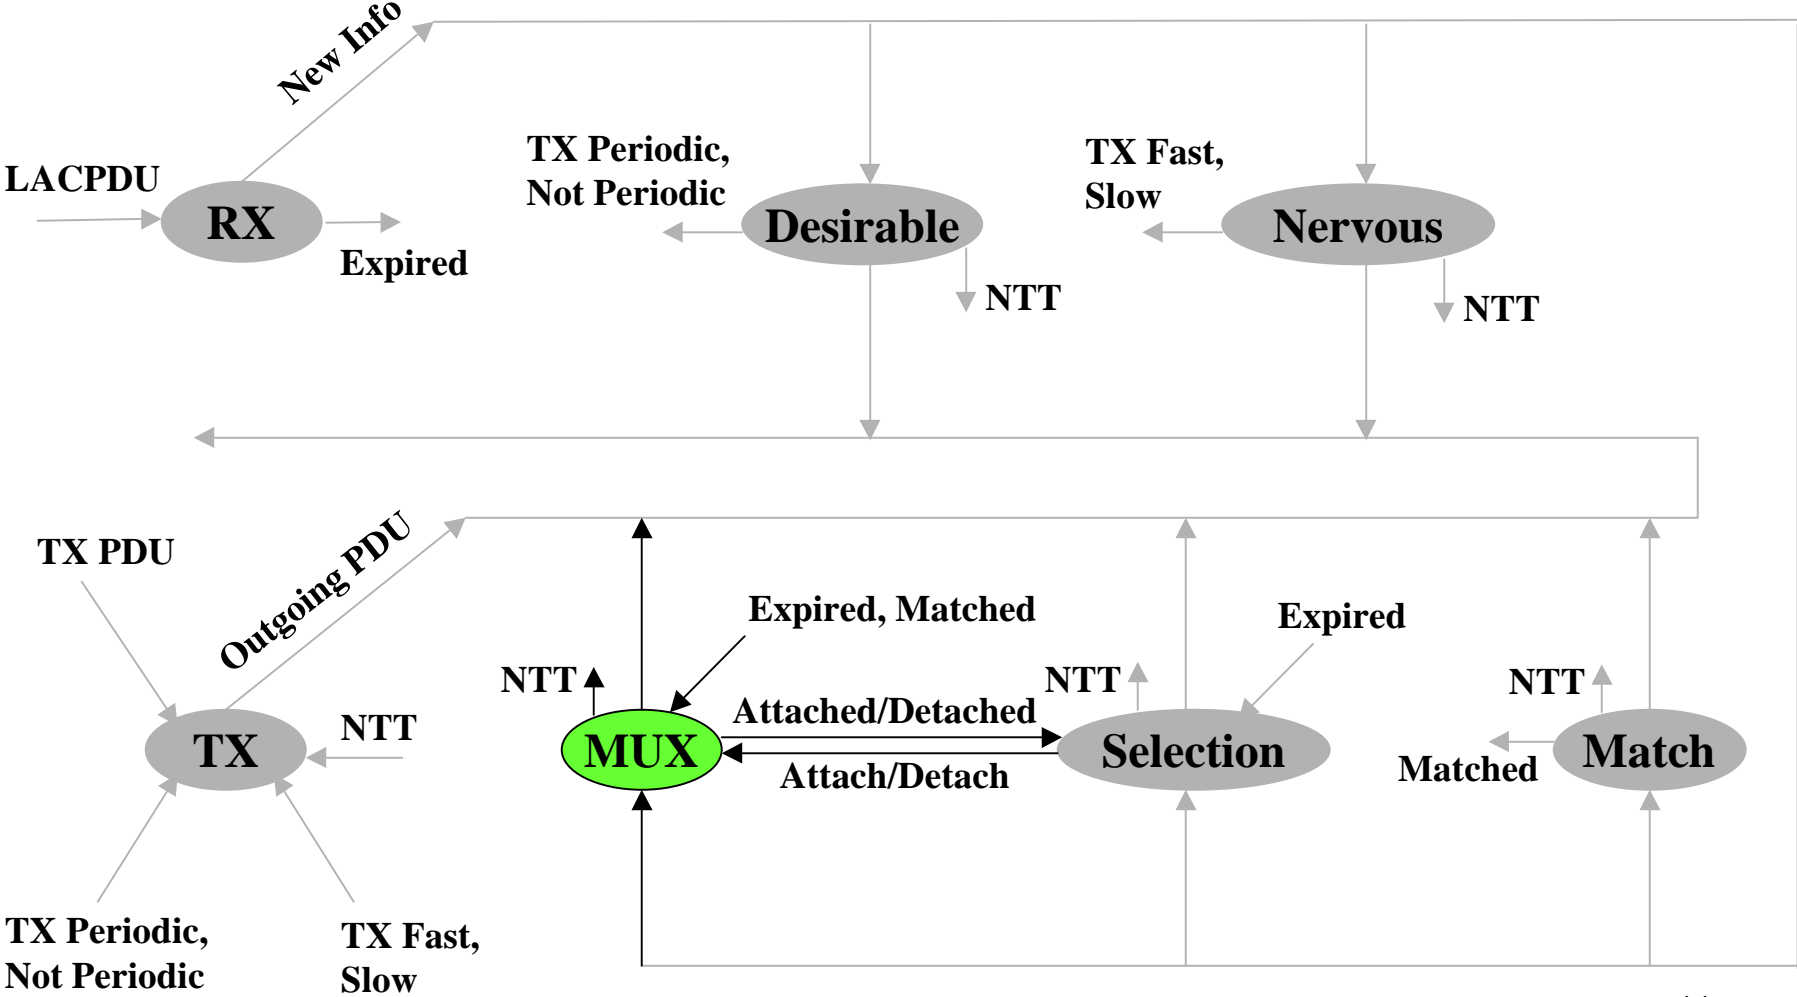 New Info
LACPDU
RX
Expired
TX Periodic,
Not Periodic
Desirable
NTT
TX Fast,
Slow
Nervous
NTT
TX PDU
Outgoing PDU
TX
NTT
TX Periodic,
Not Periodic
TX Fast,
Slow
Expired, Matched
NTT
MUX
Attached/Detached
Attach/Detach
Expired
NTT
Selection
NTT
Matched
Match